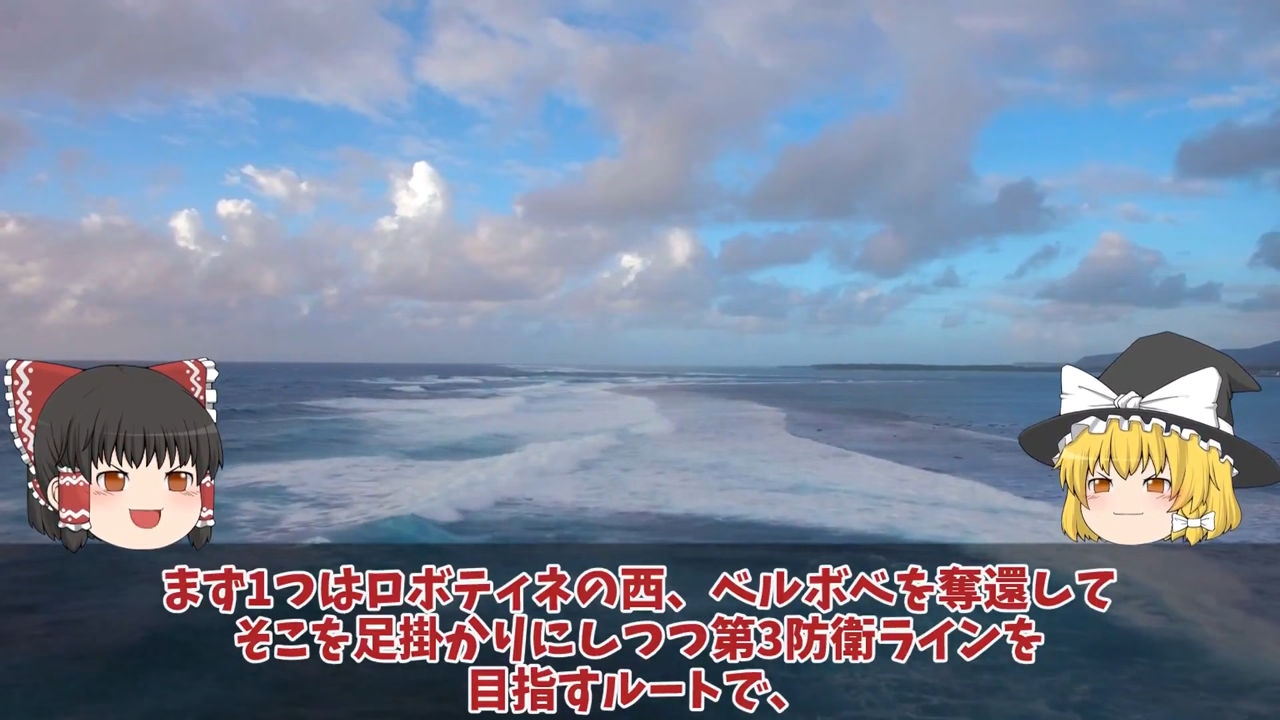 まず1つはロボティネの西、ベルボベを奪還して
そこを足掛かりにしつつ第3防衛ラインを
目指すルートで、